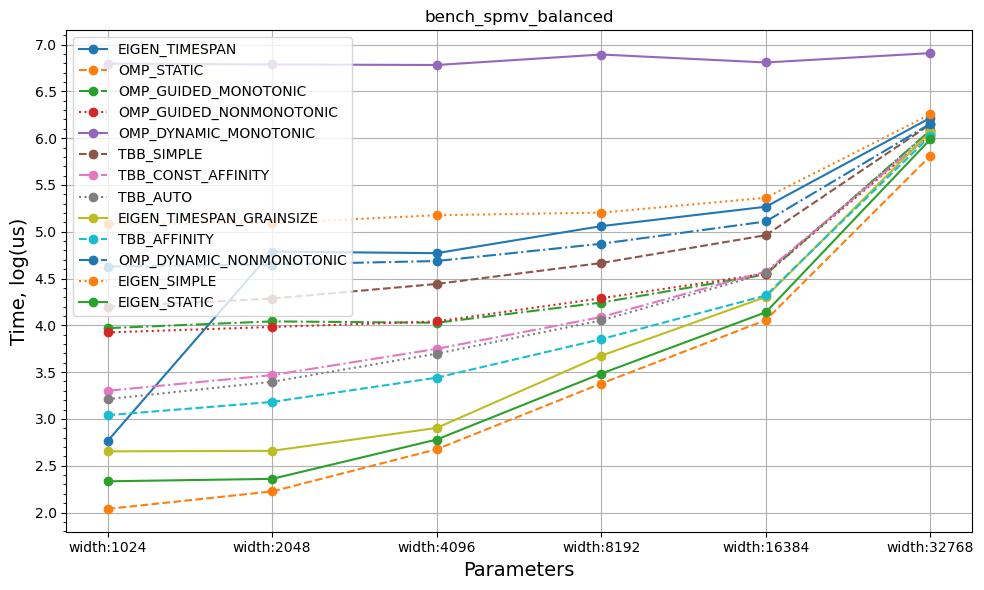 bench_spmv_balanced
EIGEN_TIMESPAN
OMP_STATIC
OMP_GUIDED_MONOTONIC
OMP_GUIDED_NONMONOTONIC
OMP_DYNAMIC_MONOTONIC
TBB_SIMPLE
TBB_CONST_AFFINITY
TBB_AUTO
EIGEN_TIMESPAN_GRAINSIZE
TBB_AFFINITY
OMP_DYNAMIC_NONMONOTONIC
EIGEN_SIMPLE
EIGEN_STATIC
Time, log(us)
7.0
6.5
6.0
5.5
5.0
4.5
4.0
3.5
3.0
2.5
2.0
width:1024 width:2048 width:4096 width:8192 width:16384 width:32768
Parameters